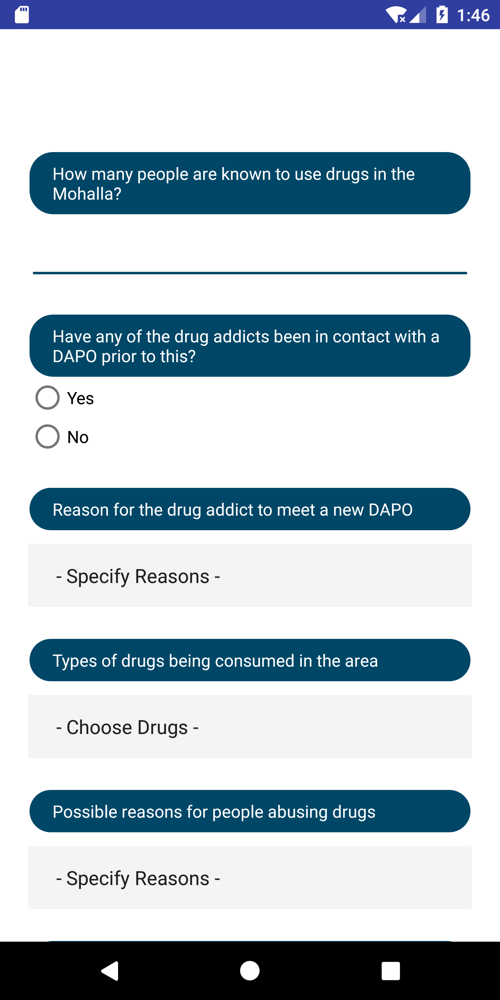 1:46
How many people are known to use drugs in the
Mohalla?
Have any of the drug addicts been in contact with a
DAPO prior to this?
Yes
No
Reason for the drug addict to meet a new DAPO
- Specify Reasons -
Types of drugs being consumed in the area
- Choose Drugs -
Possible reasons for people abusing drugs
- Specify Reasons -